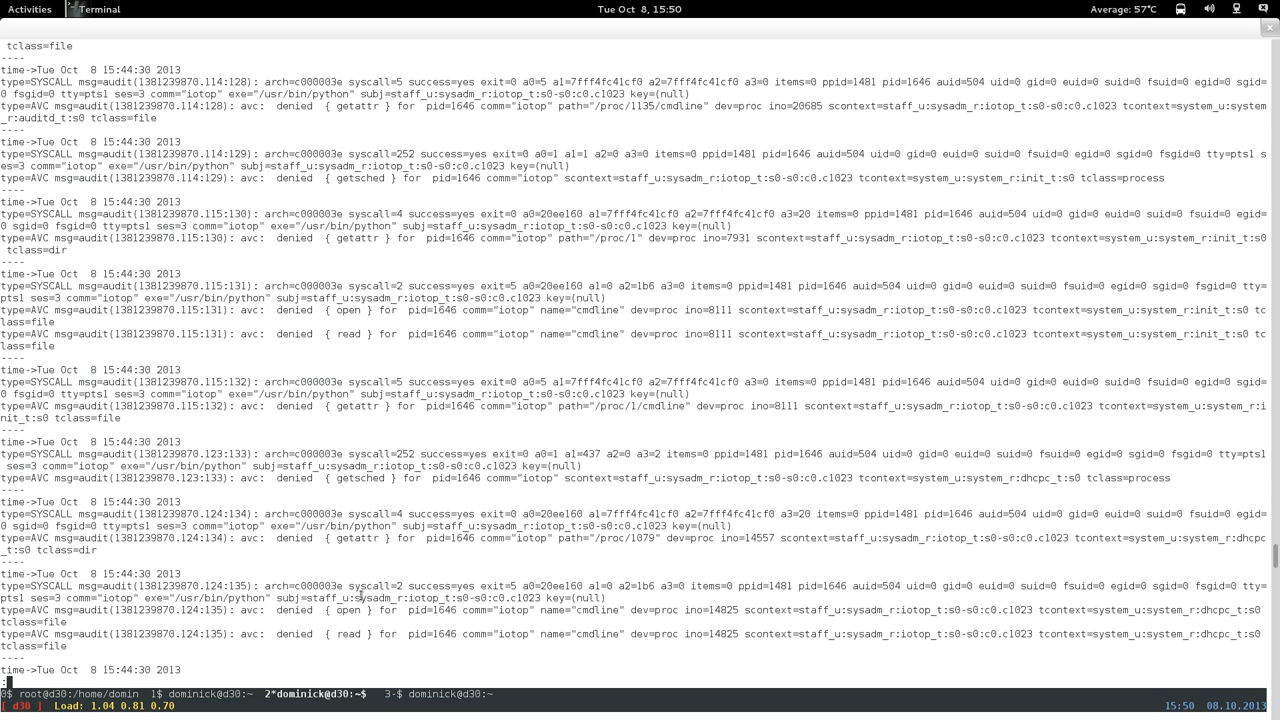 Activities Terminal Tue Oct 8, 15:50 Average: 57°C
tclass=file
----
time->Tue Oct  8 15:44:30 2013
type=SYSCALL msg=audit(1381239870.114:128): arch=c000003e syscall=5 success=yes exit=0 a0=5 a1=7fff4fc41cf0 a2=7fff4fc41cf0 a3=0 items=0 ppid=1481 pid=1646 auid=504 uid=0 gid=0 euid=0 suid=0 fsuid=0 egid=0 sgid=
0 fsgid=0 tty=pts1 ses=3 comm="iotop" exe="/usr/bin/python" subj=staff_u:sysadm_r:iotop_t:s0-s0:c0.c1023 key=(null)
type=AVC msg=audit(1381239870.114:128): avc:  denied  { getattr } for  pid=1646 comm="iotop" path="/proc/1135/cmdline" dev=proc ino=20685 scontext=staff_u:sysadm_r:iotop_t:s0-s0:c0.c1023 tcontext=system_u:system
_r:auditd_t:s0 tclass=file
----
time->Tue Oct  8 15:44:30 2013
type=SYSCALL msg=audit(1381239870.114:129): arch=c000003e syscall=252 success=yes exit=0 a0=1 a1=1 a2=0 a3=0 items=0 ppid=1481 pid=1646 auid=504 uid=0 gid=0 euid=0 suid=0 fsuid=0 egid=0 sgid=0 fsgid=0 tty=pts1 s
es=3 comm="iotop" exe="/usr/bin/python" subj=staff_u:sysadm_r:iotop_t:s0-s0:c0.c1023 key=(null)
type=AVC msg=audit(1381239870.114:129): avc:  denied  { getsched } for  pid=1646 comm="iotop" scontext=staff_u:sysadm_r:iotop_t:s0-s0:c0.c1023 tcontext=system_u:system_r:init_t:s0 tclass=process
----
time->Tue Oct  8 15:44:30 2013
type=SYSCALL msg=audit(1381239870.115:130): arch=c000003e syscall=4 success=yes exit=0 a0=20ee160 a1=7fff4fc41cf0 a2=7fff4fc41cf0 a3=20 items=0 ppid=1481 pid=1646 auid=504 uid=0 gid=0 euid=0 suid=0 fsuid=0 egid=
0 sgid=0 fsgid=0 tty=pts1 ses=3 comm="iotop" exe="/usr/bin/python" subj=staff_u:sysadm_r:iotop_t:s0-s0:c0.c1023 key=(null)
type=AVC msg=audit(1381239870.115:130): avc:  denied  { getattr } for  pid=1646 comm="iotop" path="/proc/1" dev=proc ino=7931 scontext=staff_u:sysadm_r:iotop_t:s0-s0:c0.c1023 tcontext=system_u:system_r:init_t:s0
tclass=dir
----
time->Tue Oct  8 15:44:30 2013
type=SYSCALL msg=audit(1381239870.115:131): arch=c000003e syscall=2 success=yes exit=5 a0=20ee160 a1=0 a2=1b6 a3=0 items=0 ppid=1481 pid=1646 auid=504 uid=0 gid=0 euid=0 suid=0 fsuid=0 egid=0 sgid=0 fsgid=0 tty=
pts1 ses=3 comm="iotop" exe="/usr/bin/python" subj=staff_u:sysadm_r:iotop_t:s0-s0:c0.c1023 key=(null)
type=AVC msg=audit(1381239870.115:131): avc:  denied  { open } for  pid=1646 comm="iotop" name="cmdline" dev=proc ino=8111 scontext=staff_u:sysadm_r:iotop_t:s0-s0:c0.c1023 tcontext=system_u:system_r:init_t:s0 tc
lass=file
type=AVC msg=audit(1381239870.115:131): avc:  denied  { read } for  pid=1646 comm="iotop" name="cmdline" dev=proc ino=8111 scontext=staff_u:sysadm_r:iotop_t:s0-s0:c0.c1023 tcontext=system_u:system_r:init_t:s0 tc
lass=file
----
time->Tue Oct  8 15:44:30 2013
type=SYSCALL msg=audit(1381239870.115:132): arch=c000003e syscall=5 success=yes exit=0 a0=5 a1=7fff4fc41cf0 a2=7fff4fc41cf0 a3=0 items=0 ppid=1481 pid=1646 auid=504 uid=0 gid=0 euid=0 suid=0 fsuid=0 egid=0 sgid=
0 fsgid=0 tty=pts1 ses=3 comm="iotop" exe="/usr/bin/python" subj=staff_u:sysadm_r:iotop_t:s0-s0:c0.c1023 key=(null)
type=AVC msg=audit(1381239870.115:132): avc:  denied  { getattr } for  pid=1646 comm="iotop" path="/proc/1/cmdline" dev=proc ino=8111 scontext=staff_u:sysadm_r:iotop_t:s0-s0:c0.c1023 tcontext=system_u:system_r:i
nit_t:s0 tclass=file
----
time->Tue Oct  8 15:44:30 2013
type=SYSCALL msg=audit(1381239870.123:133): arch=c000003e syscall=252 success=yes exit=0 a0=1 a1=437 a2=0 a3=2 items=0 ppid=1481 pid=1646 auid=504 uid=0 gid=0 euid=0 suid=0 fsuid=0 egid=0 sgid=0 fsgid=0 tty=pts1
ses=3 comm="iotop" exe="/usr/bin/python" subj=staff_u:sysadm_r:iotop_t:s0-s0:c0.c1023 key=(null)
type=AVC msg=audit(1381239870.123:133): avc:  denied  { getsched } for  pid=1646 comm="iotop" scontext=staff_u:sysadm_r:iotop_t:s0-s0:c0.c1023 tcontext=system_u:system_r:dhcpc_t:s0 tclass=process
----
time->Tue Oct  8 15:44:30 2013
type=SYSCALL msg=audit(1381239870.124:134): arch=c000003e syscall=4 success=yes exit=0 a0=20ee160 a1=7fff4fc41cf0 a2=7fff4fc41cf0 a3=20 items=0 ppid=1481 pid=1646 auid=504 uid=0 gid=0 euid=0 suid=0 fsuid=0 egid=
0 sgid=0 fsgid=0 tty=pts1 ses=3 comm="iotop" exe="/usr/bin/python" subj=staff_u:sysadm_r:iotop_t:s0-s0:c0.c1023 key=(null)
type=AVC msg=audit(1381239870.124:134): avc:  denied  { getattr } for  pid=1646 comm="iotop" path="/proc/1079" dev=proc ino=14557 scontext=staff_u:sysadm_r:iotop_t:s0-s0:c0.c1023 tcontext=system_u:system_r:dhcpc
_t:s0 tclass=dir
----
time->Tue Oct  8 15:44:30 2013
type=SYSCALL msg=audit(1381239870.124:135): arch=c000003e syscall=2 success=yes exit=5 a0=20ee160 a1=0 a2=1b6 a3=0 items=0 ppid=1481 pid=1646 auid=504 uid=0 gid=0 euid=0 suid=0 fsuid=0 egid=0 sgid=0 fsgid=0 tty=
pts1 ses=3 comm="iotop" exe="/usr/bin/python" subj=staff_u:sysadm_r:iotop_t:s0-s0:c0.c1023 key=(null)
type=AVC msg=audit(1381239870.124:135): avc:  denied  { open } for  pid=1646 comm="iotop" name="cmdline" dev=proc ino=14825 scontext=staff_u:sysadm_r:iotop_t:s0-s0:c0.c1023 tcontext=system_u:system_r:dhcpc_t:s0
tclass=file
type=AVC msg=audit(1381239870.124:135): avc:  denied  { read } for  pid=1646 comm="iotop" name="cmdline" dev=proc ino=14825 scontext=staff_u:sysadm_r:iotop_t:s0-s0:c0.c1023 tcontext=system_u:system_r:dhcpc_t:s0
tclass=file
----
time->Tue Oct  8 15:44:30 2013
:
0$ root@d30:/home/domin  1$ dominick@d30:~  2*dominick@d30:~$   3-$ dominick@d30:~
[ d30 ] Load: 1.04 0.81 0.70 15:50 08.10.2013